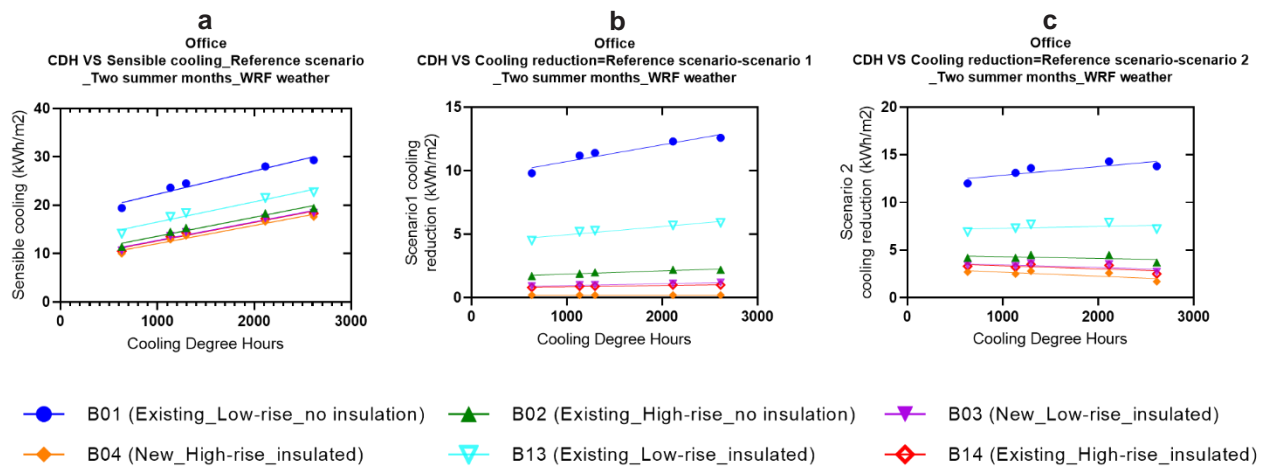 a
Office
CDH VS Sensible cooling_Reference scenario
_Two summer months_WRF weather
Sensible cooling (kWh/m2)
40
30
20
10
0
0
1000
2000
3000
Cooling Degree Hours
b
Office
CDH VS Cooling reduction=Reference scenario-scenario 1
_Two summer months_WRF weather
Scenario1 cooling
reduction (kWh/m2)
15
10
5
0
0
1000
2000
3000
Cooling Degree Hours
c
Office
CDH VS Cooling reduction=Reference scenario-scenario 2
_Two summer months_WRF weather
Scenario 2
cooling reduction (kWh/m2)
20
15
10
5
0
0
1000
2000
3000
Cooling Degree Hours
B01 (Existing_Low-rise_no insulation)
B02 (Existing_High-rise_no insulation)
B03 (New_Low-rise_insulated)
B04 (New_High-rise_insulated)
B13 (Existing_Low-rise_insulated)
B14 (Existing_High-rise_insulated)